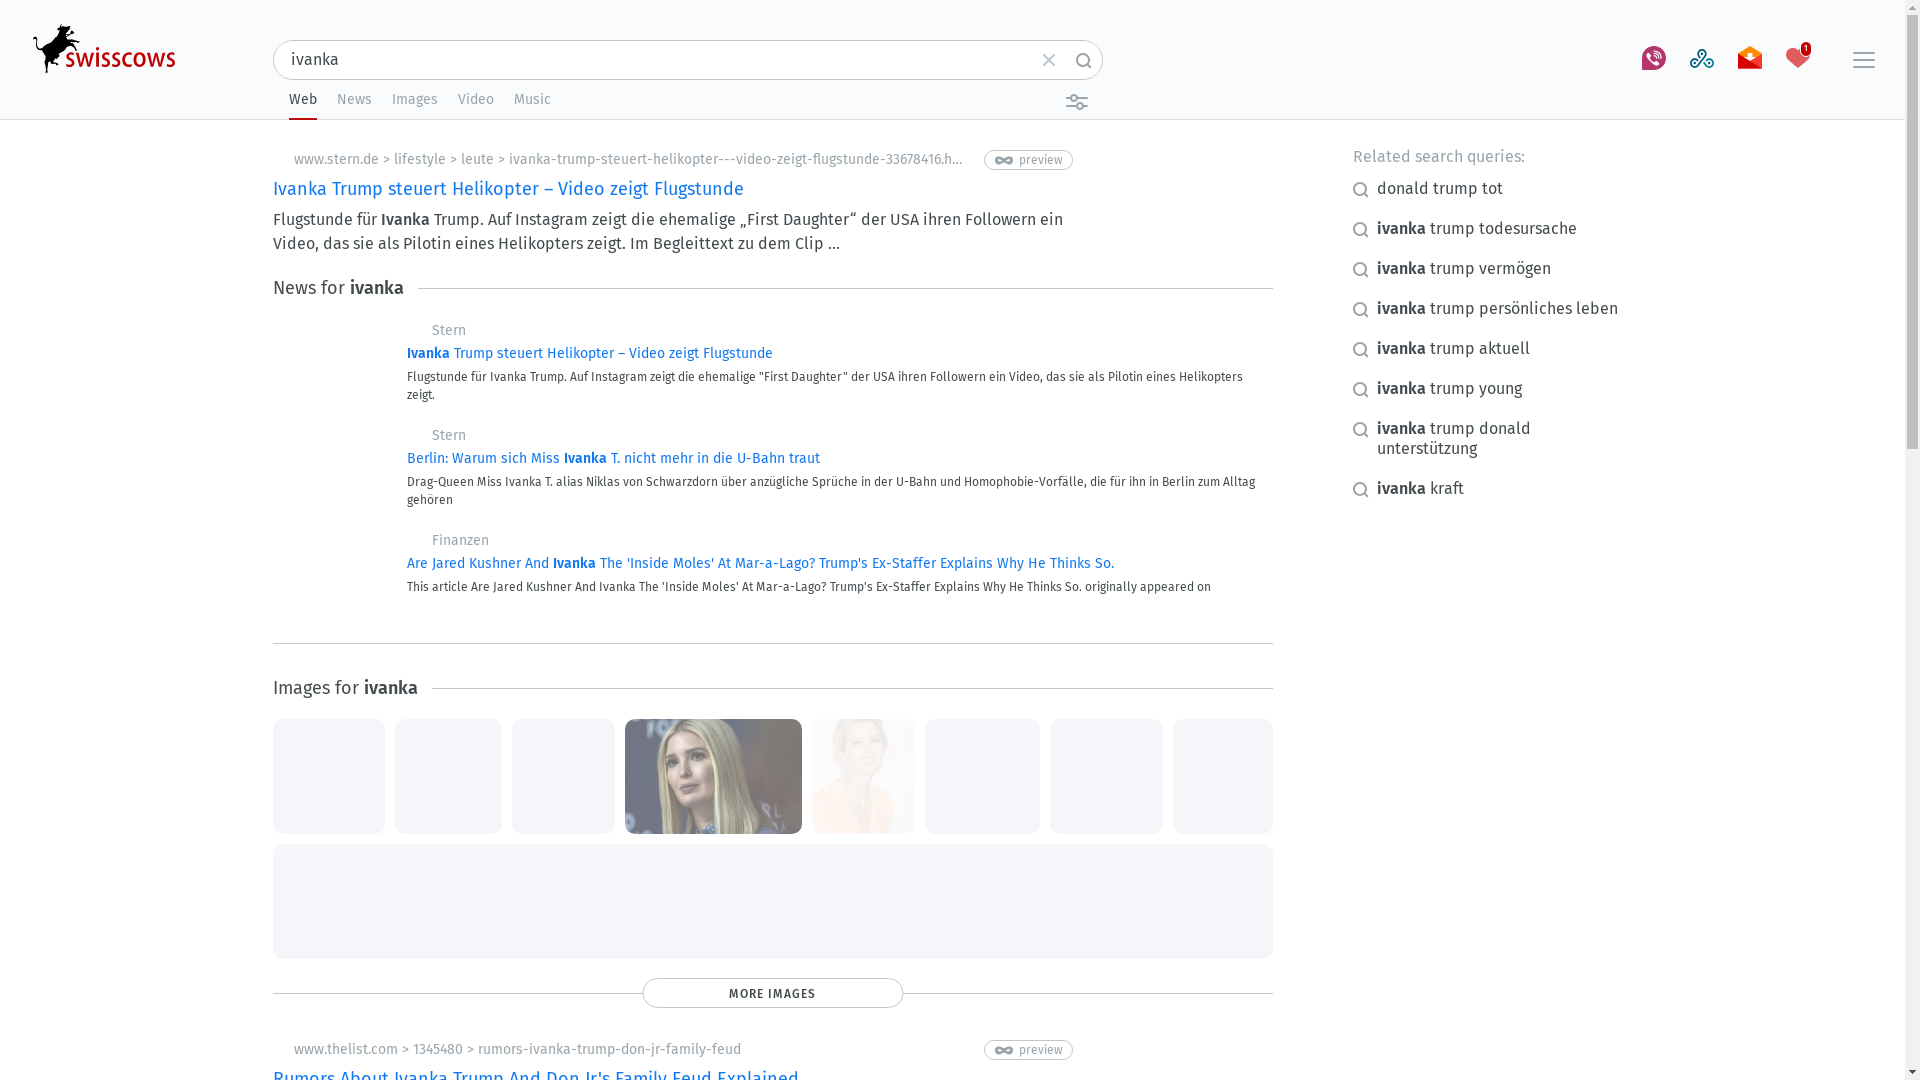 swisscows
ivanka
1
Web News Images Video Music
www.stern.de > lifestyle > leute > ivanka-trump-steuert-helikopter---video-zeigt-flugstunde-33678416.h...
preview
Ivanka Trump steuert Helikopter – Video zeigt Flugstunde
Flugstunde für Ivanka Trump. Auf Instagram zeigt die ehemalige „First Daughter“ der USA ihren Followern ein
Video, das sie als Pilotin eines Helikopters zeigt. Im Begleittext zu dem Clip ...
News for ivanka
Stern
Ivanka Trump steuert Helikopter – Video zeigt Flugstunde
Flugstunde für Ivanka Trump. Auf Instagram zeigt die ehemalige "First Daughter" der USA ihren Followern ein Video, das sie als Pilotin eines Helikopters
zeigt.
Stern
Berlin: Warum sich Miss Ivanka T. nicht mehr in die U-Bahn traut
Drag-Queen Miss Ivanka T. alias Niklas von Schwarzdorn über anzügliche Sprüche in der U-Bahn und Homophobie-Vorfälle, die für ihn in Berlin zum Alltag
gehören
Finanzen
Are Jared Kushner And Ivanka The 'Inside Moles' At Mar-a-Lago? Trump's Ex-Staffer Explains Why He Thinks So.
This article Are Jared Kushner And Ivanka The 'Inside Moles' At Mar-a-Lago? Trump's Ex-Staffer Explains Why He Thinks So. originally appeared on
Images for ivanka
MORE IMAGES
www.thelist.com > 1345480 > rumors-ivanka-trump-don-jr-family-feud
preview
Rumors About Ivanka Trump And Don Jr's Family Feud Explained
Related search queries:
donald trump tot
ivanka trump todesursache
ivanka trump vermögen
ivanka trump persönliches leben
ivanka trump aktuell
ivanka trump young
ivanka trump donald
unterstützung
ivanka kraft